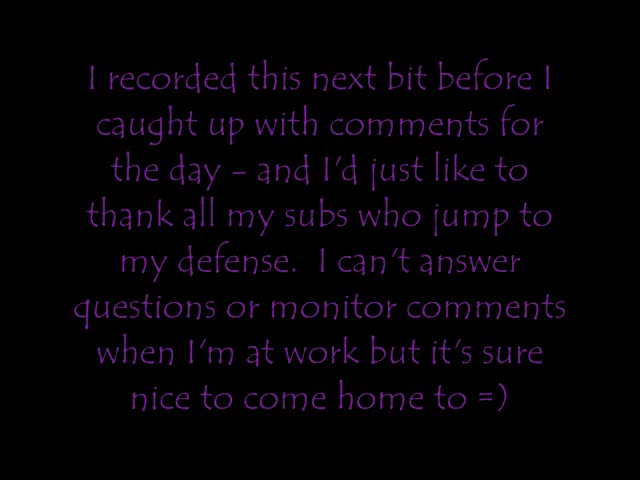 I recorded this next bit before I
caught up with comments for
the day - and I'd just like to
thank all my subs who jump to
my defense.  I can't answer
questions or monitor comments
when I'm at work but it's sure
nice to come home to =)